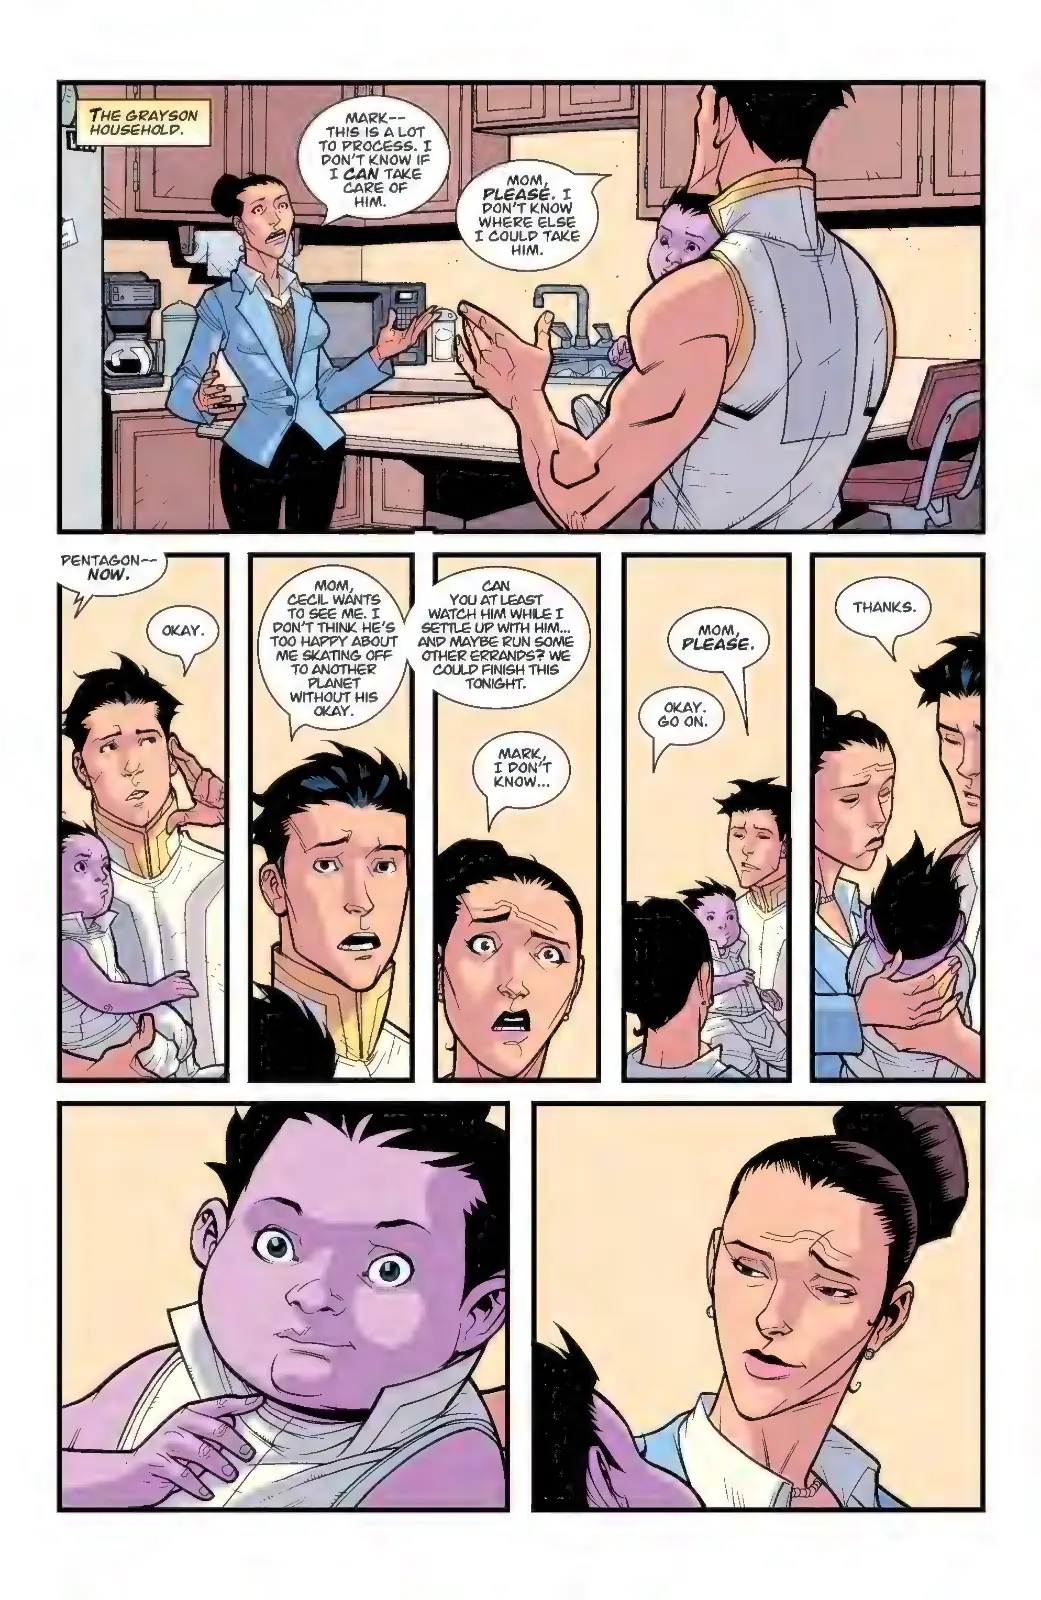 THE GRAYSON
HOUSEHOLD.
MARK--
THIS IS A LOT
TO PROCESS. I
DON'T KNOW IF
I CAN TAKE
CARE OF
HIM.
MOM,
PLEASE. I
DON'T KNOW
WHERE ELSE
I COULD TAKE
HIM.
PENTAGON--
NOW.
OKAY.
MOM,
CECIL WANTS
TO SEE ME. I
DON'T THINK HE'S
TOO HAPPY ABOUT
ME SKATING OFF
TO ANOTHER
PLANET
WITHOUT HIS
OKAY.
CAN
YOU AT LEAST
WATCH HIM WHILE I
SETTLE UP WITH HIM...
AND MAYBE RUN SOME
OTHER ERRANDS? WE
COULD FINISH THIS
TONIGHT.
MARK,
I DON'T
KNOW...
MOM,
PLEASE.
OKAY.
GO ON.
THANKS.